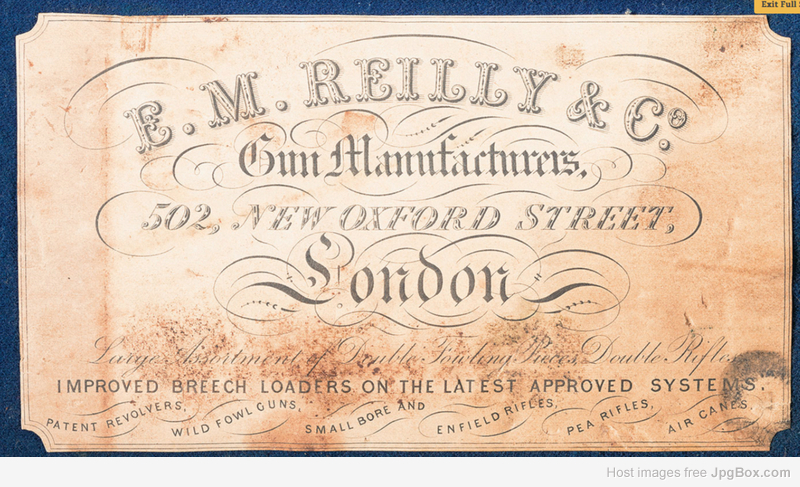 Exit Full
E. M. REILLY & Co.
Gun Manufacturers,
502, NEW OXFORD STREET,
London
Large Assortment of Double Fowling Pieces, Double Rifles
IMPROVED BREECH LOADERS ON THE LATEST APPROVED SYSTEMS.
PATENT REVOLVERS, WILD FOWL GUNS, SMALL BORE AND ENFIELD RIFLES, PEA RIFLES, AIR CANES.
Host images free JpgBox.com